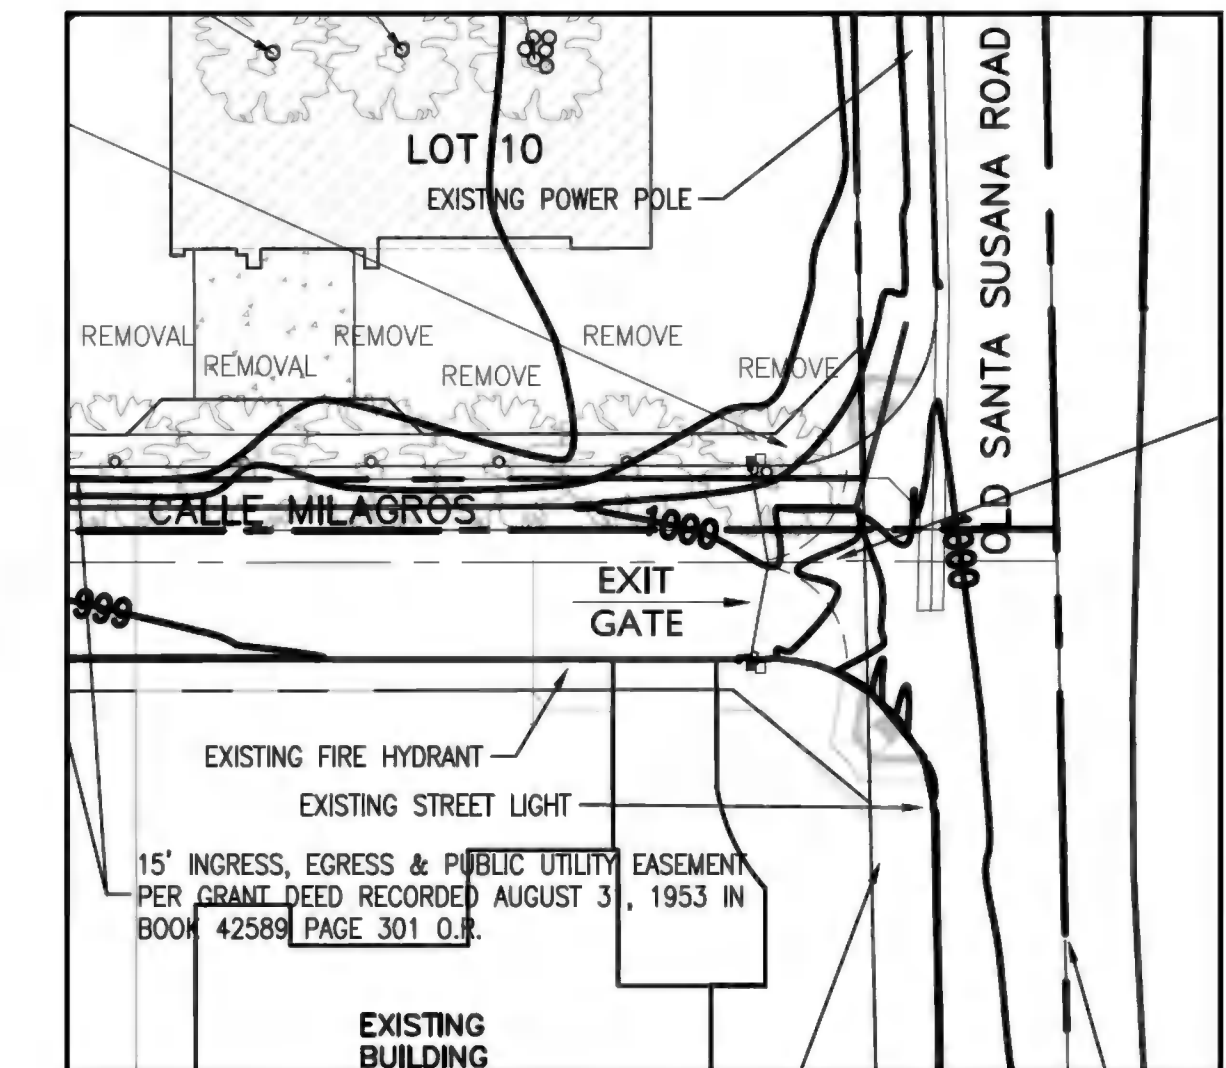 LOT 10
EXISTING POWER POLE
OLD SANTA SUSANA ROAD
REMOVAL
REMOVE
REMOVE
REMOVAL
REMOVE
REMOVE
CALLE MILAGROS
1000
1000
EXIT
GATE
999
EXISTING FIRE HYDRANT
EXISTING STREET LIGHT
15' INGRESS, EGRESS & PUBLIC UTILITY EASEMENT
PER GRANT DEED RECORDED AUGUST 31, 1953 IN
BOOK 42589 PAGE 301 O.R.
EXISTING
BUILDING